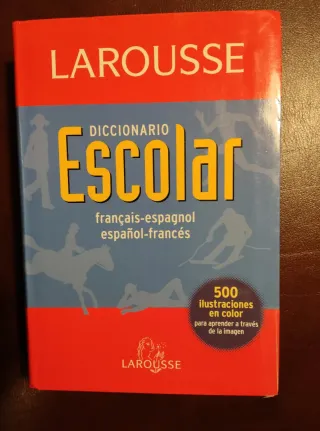 LAROUSSE
DICCIONARIO
Escolar
français-espagnol
español-francés
500
ilustraciones
en color
para aprender a través
de la imagen
LAROUSSE